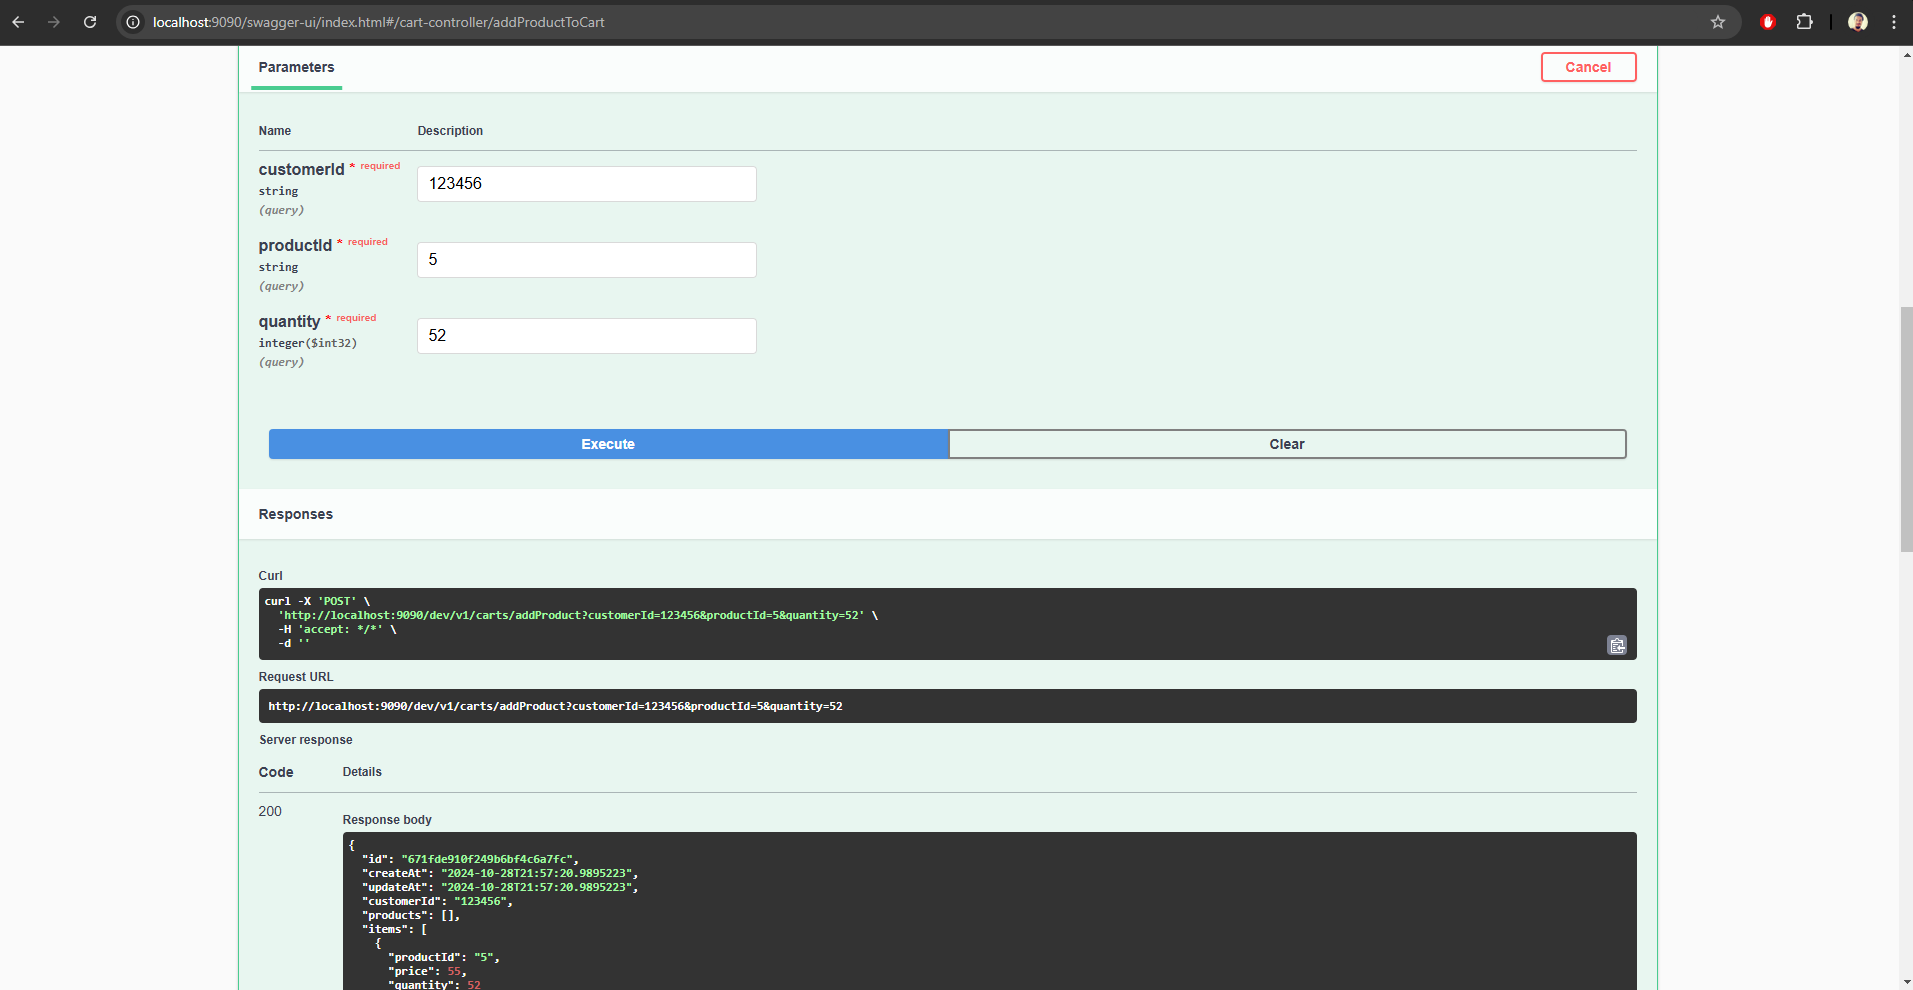 localhost:9090/swagger-ui/index.html#/cart-controller/addProductToCart
Parameters
Cancel
Name Description
customerId * required
string
(query)
123456
productId * required
string
(query)
5
quantity * required
integer($int32)
(query)
52
Execute
Clear
Responses
Curl
curl -X 'POST' \
'http://localhost:9090/dev/v1/carts/addProduct?customerId=123456&productId=5&quantity=52' \
-H 'accept: */*' \
-d ''
Request URL
http://localhost:9090/dev/v1/carts/addProduct?customerId=123456&productId=5&quantity=52
Server response
Code Details
200
Response body
{
"id": "671fde910f249b6bf4c6a7fc",
"createAt": "2024-10-28T21:57:20.9895223",
"updateAt": "2024-10-28T21:57:20.9895223",
"customerId": "123456",
"products": [],
"items": [
{
"productId": "5",
"price": 55,
"quantity": 52